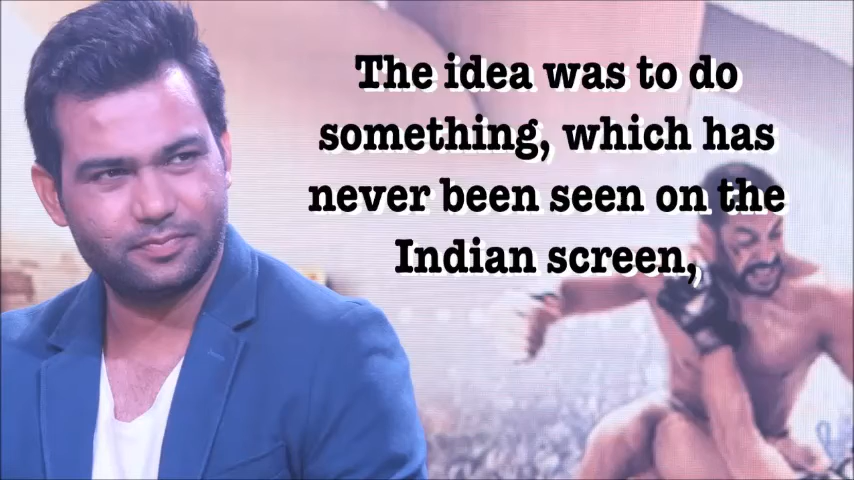 The idea was to do
something, which has
never been seen on the
Indian screen,